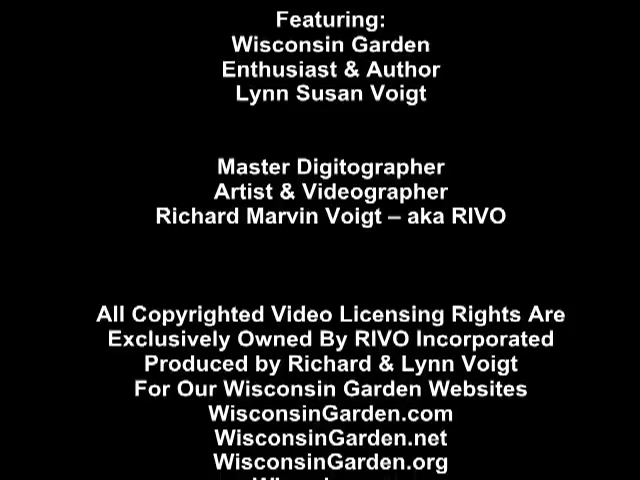 Featuring:
Wisconsin Garden
Enthusiast & Author
Lynn Susan Voigt
Master Digitographer
Artist & Videographer
Richard Marvin Voigt – aka RIVO
All Copyrighted Video Licensing Rights Are
Exclusively Owned By RIVO Incorporated
Produced by Richard & Lynn Voigt
For Our Wisconsin Garden Websites
WisconsinGarden.com
WisconsinGarden.net
WisconsinGarden.org